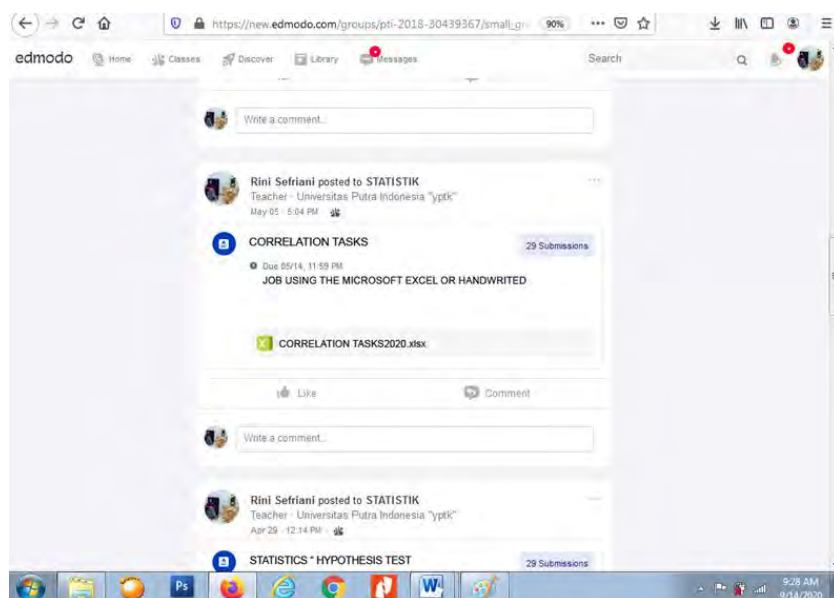 https://new.edmodo.com/groups/pti-2018-30439367/small_gr 90%
edmodo Home Classes Discover Library Messages Search
Write a comment...
Rini Sefriani posted to STATISTIK
Teacher · Universitas Putra Indonesia "yptk"
May 05 · 5:04 PM ·
CORRELATION TASKS 29 Submissions
Due 05/14, 11:59 PM
JOB USING THE MICROSOFT EXCEL OR HANDWRITED
CORRELATION TASKS2020.xlsx
Like Comment
Write a comment...
Rini Sefriani posted to STATISTIK
Teacher · Universitas Putra Indonesia "yptk"
Apr 29 · 12:14 PM ·
STATISTICS * HYPOTHESIS TEST 29 Submissions
Ps W
9:28 AM
9/14/2020